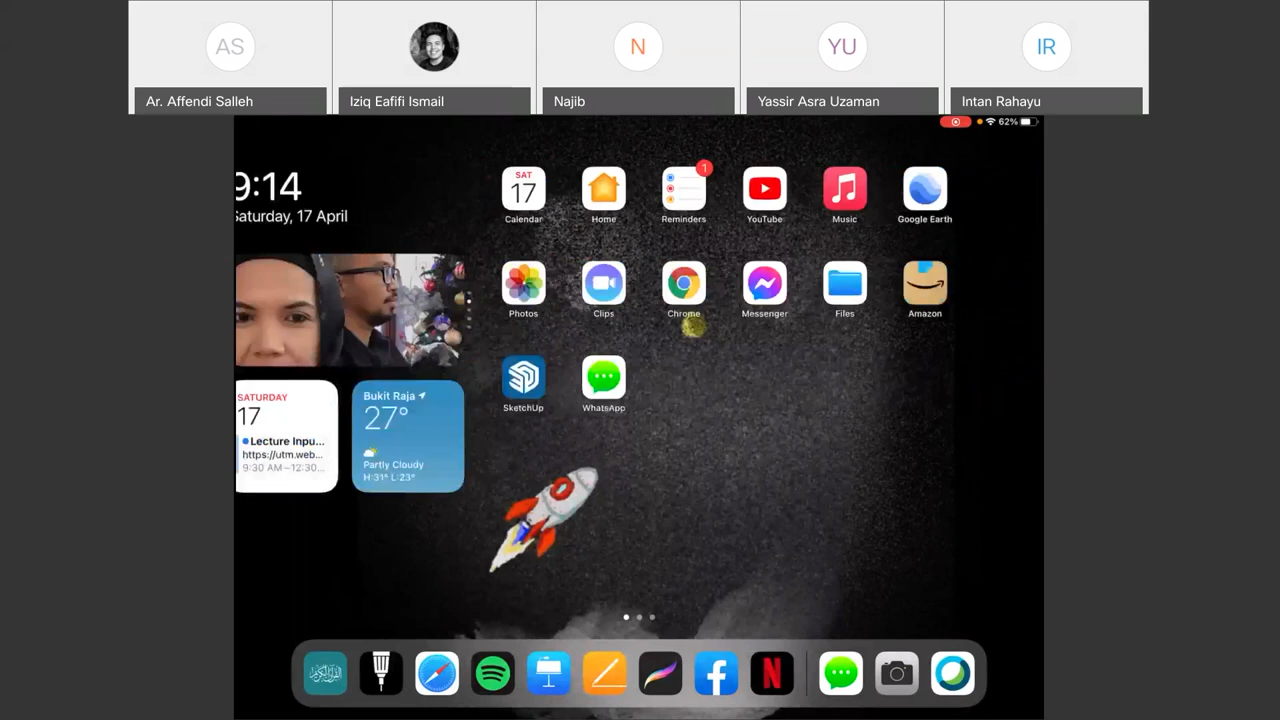 AS
N
YU
IR
Ar. Affendi Salleh
Iziq Eafifi Ismail
Najib
Yassir Asra Uzaman
Intan Rahayu
62%
9:14
Saturday, 17 April
SAT
17
1
Calendar
Home
Reminders
YouTube
Music
Google Earth
Photos
Clips
Chrome
Messenger
Files
Amazon
SketchUp
WhatsApp
SATURDAY
17
Lecture Inpu...
https://utm.web...
9:30 AM–12:30...
Bukit Raja
27°
Partly Cloudy
H:31° L:23°
N